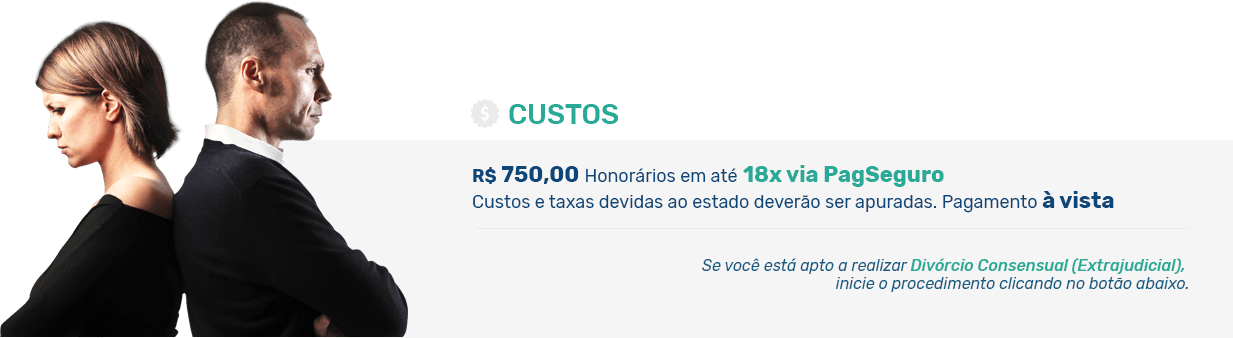 $ CUSTOS
R$ 750,00 Honorários em até 18x via PagSeguro
Custos e taxas devidas ao estado deverão ser apuradas. Pagamento à vista
Se você está apto a realizar Divórcio Consensual (Extrajudicial),
inicie o procedimento clicando no botão abaixo.